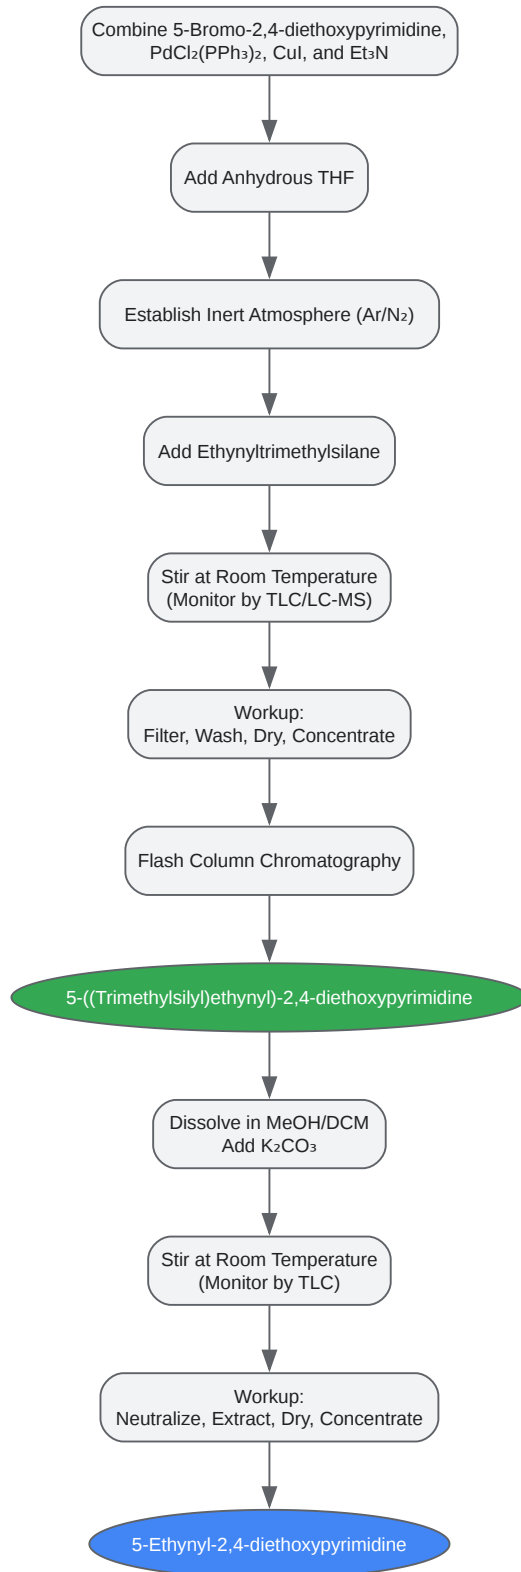 Combine 5-Bromo-2,4-diethoxypyrimidine,
PdCl₂(PPh₃)₂, CuI, and Et₃N
Add Anhydrous THF
Establish Inert Atmosphere (Ar/N₂)
Add Ethynyltrimethylsilane
Stir at Room Temperature
(Monitor by TLC/LC-MS)
Workup:
Filter, Wash, Dry, Concentrate
Flash Column Chromatography
5-((Trimethylsilyl)ethynyl)-2,4-diethoxypyrimidine
Dissolve in MeOH/DCM
Add K₂CO₃
Stir at Room Temperature
(Monitor by TLC)
Workup:
Neutralize, Extract, Dry, Concentrate
5-Ethynyl-2,4-diethoxypyrimidine